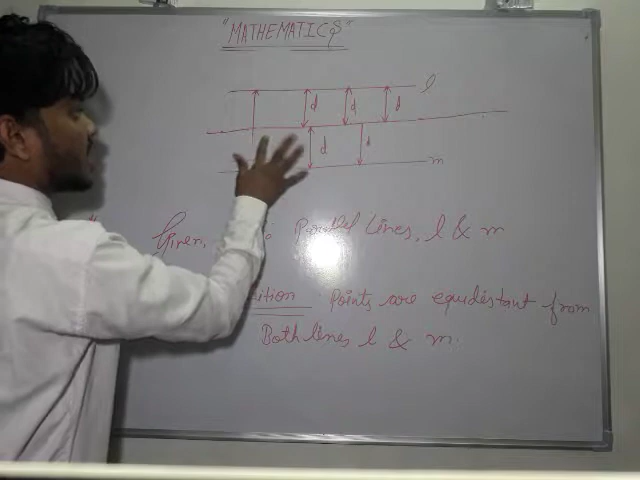 "MATHEMATICS"
l
d d d
d d
m
Given, Parallel Lines, l & m
Points are equidistant from
Both lines l & m.